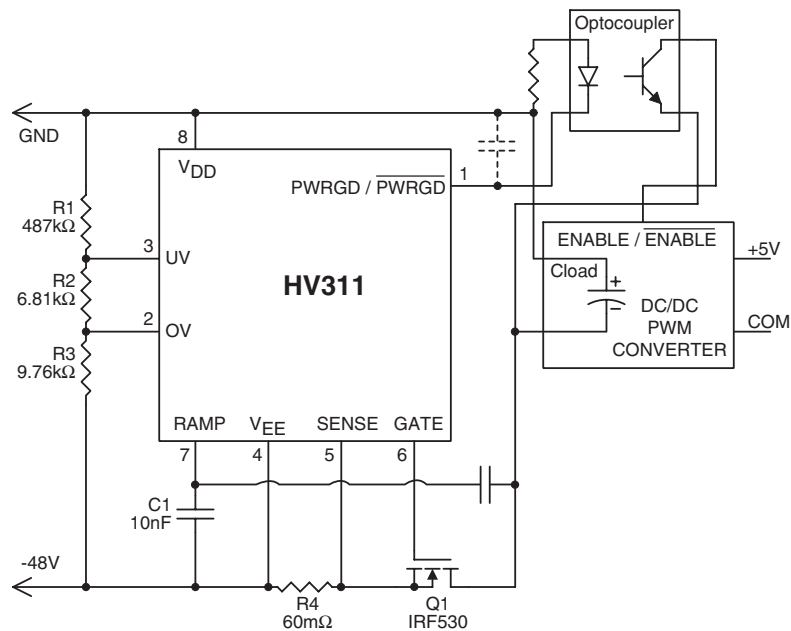 Optocoupler
GND
8
VDD
PWRGD / PWRGD
1
R1
487kΩ
3
UV
R2
6.81kΩ
HV311
2
OV
R3
9.76kΩ
ENABLE / ENABLE
+5V
Cload
+
−
DC/DC
PWM
CONVERTER
COM
RAMP
VEE
SENSE
GATE
7
4
5
6
C1
10nF
-48V
R4
60mΩ
Q1
IRF530